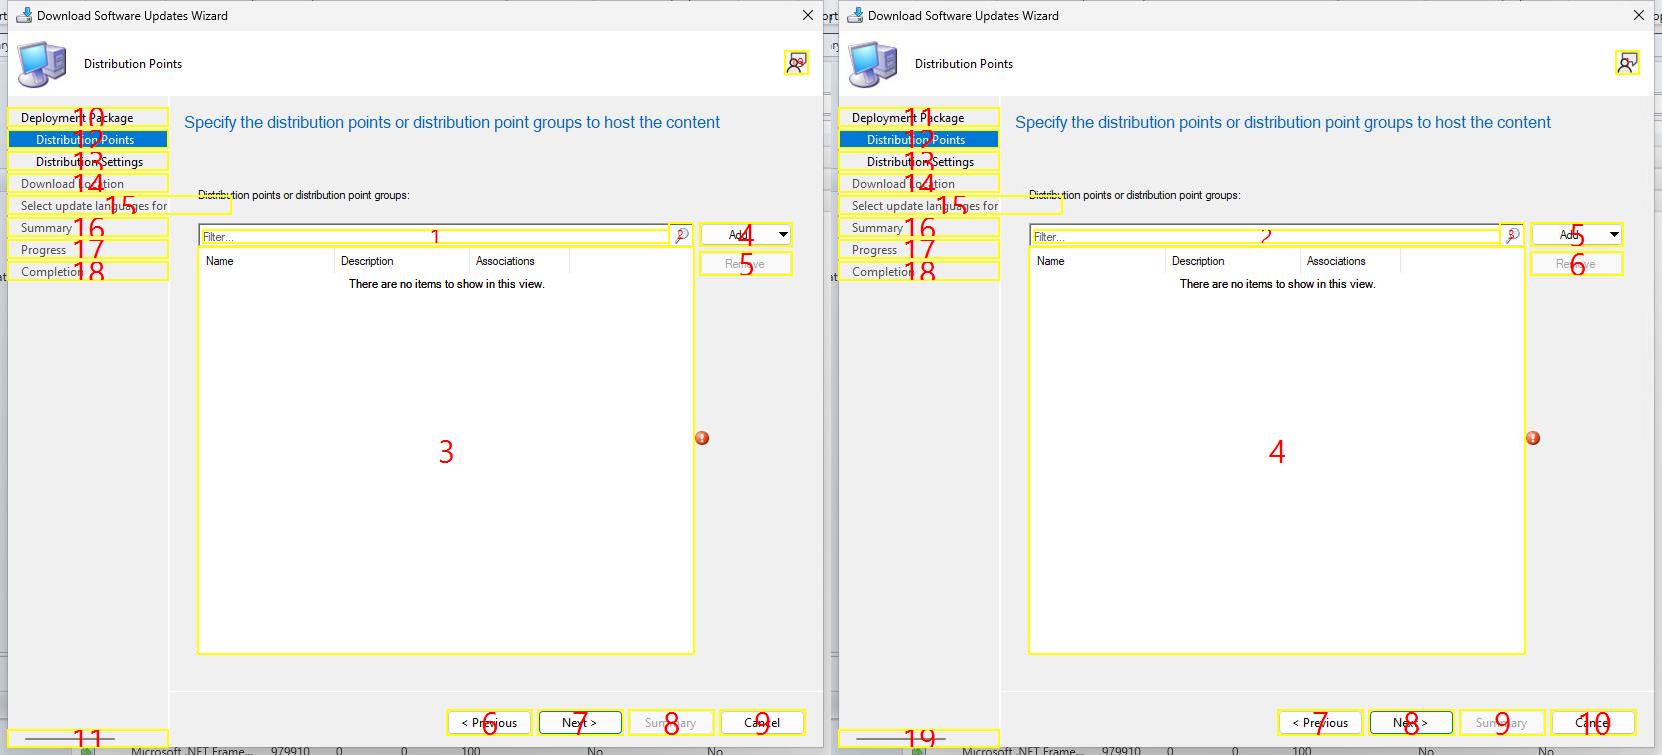 Download Software Updates Wizard
Distribution Points
19
Deployment Package
10
Distribution Points
12
Distribution Settings
13
Download Location
14
Select update languages for
15
Summary
16
Progress
17
Completion
18
11
Specify the distribution points or distribution point groups to host the content
Distribution points or distribution point groups:
Filter...
1
2
Add
4
Remove
5
Name Description Associations
There are no items to show in this view.
3
< Previous
6
Next >
7
Summary
8
Cancel
9
Microsoft .NET Frame... 979910 0 0 100 No No
Download Software Updates Wizard
Distribution Points
Deployment Package
11
Distribution Points
12
Distribution Settings
13
Download Location
14
Select update languages for
15
Summary
16
Progress
17
Completion
18
19
Specify the distribution points or distribution point groups to host the content
Distribution points or distribution point groups:
Filter...
2
3
Add
5
Remove
6
Name Description Associations
There are no items to show in this view.
4
< Previous
7
Next >
8
Summary
9
Cancel
10
Microsoft .NET Frame... 979910 0 0 100 No No